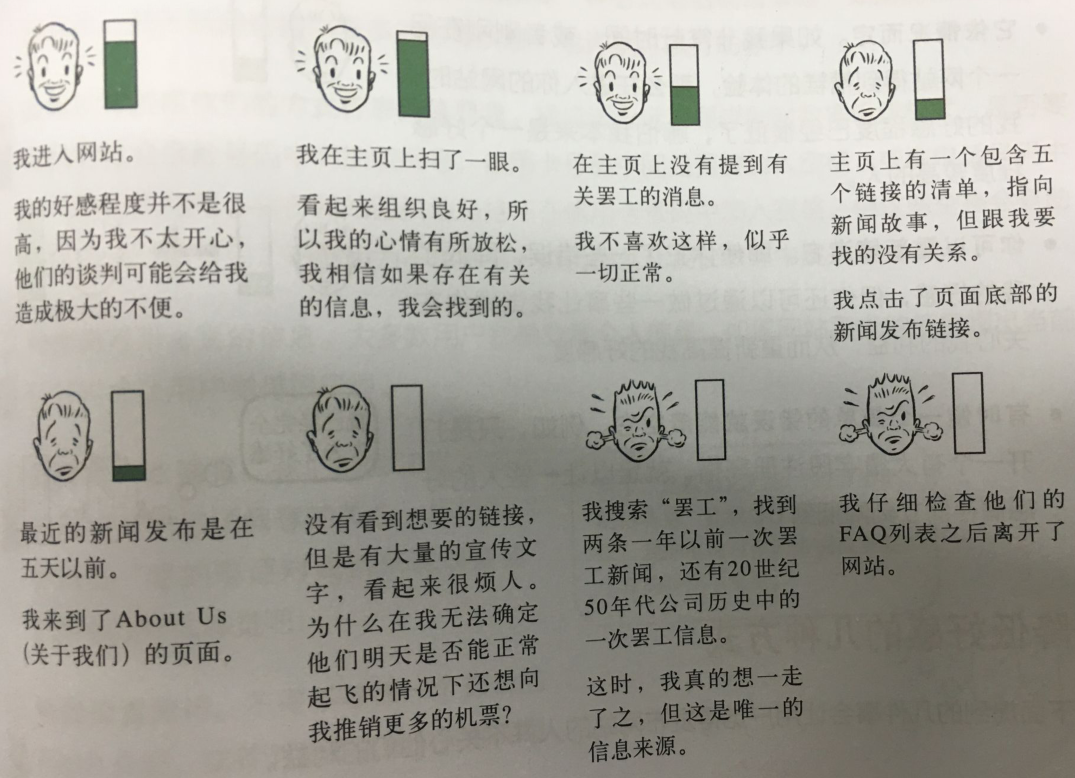 我进入网站。
我的好感程度并不是很
高，因为我不太开心，
他们的谈判可能会给我
造成极大的不便。
我在主页上扫了一眼。
看起来组织良好，所
以我的心情有所放松，
我相信如果存在有关
的信息，我会找到的。
在主页上没有提到有
关罢工的消息。
我不喜欢这样，似乎
一切正常。
主页上有一个包含五
个链接的清单，指向
新闻故事，但跟我要
找的没有关系。
我点击了页面底部的
新闻发布链接。
最近的新闻发布是在
五天以前。
我来到了About Us
(关于我们）的页面。
没有看到想要的链接，
但是有大量的宣传文
字，看起来很烦人。
为什么在我无法确定
他们明天是否能正常
起飞的情况下还想向
我推销更多的机票？
我搜索“罢工”，找到
两条一年以前一次罢
工新闻，还有20世纪
50年代公司历史中的
一次罢工信息。
这时，我真的想一走
了之，但这是唯一的
信息来源。
我仔细检查他们的
FAQ列表之后离开了
网站。